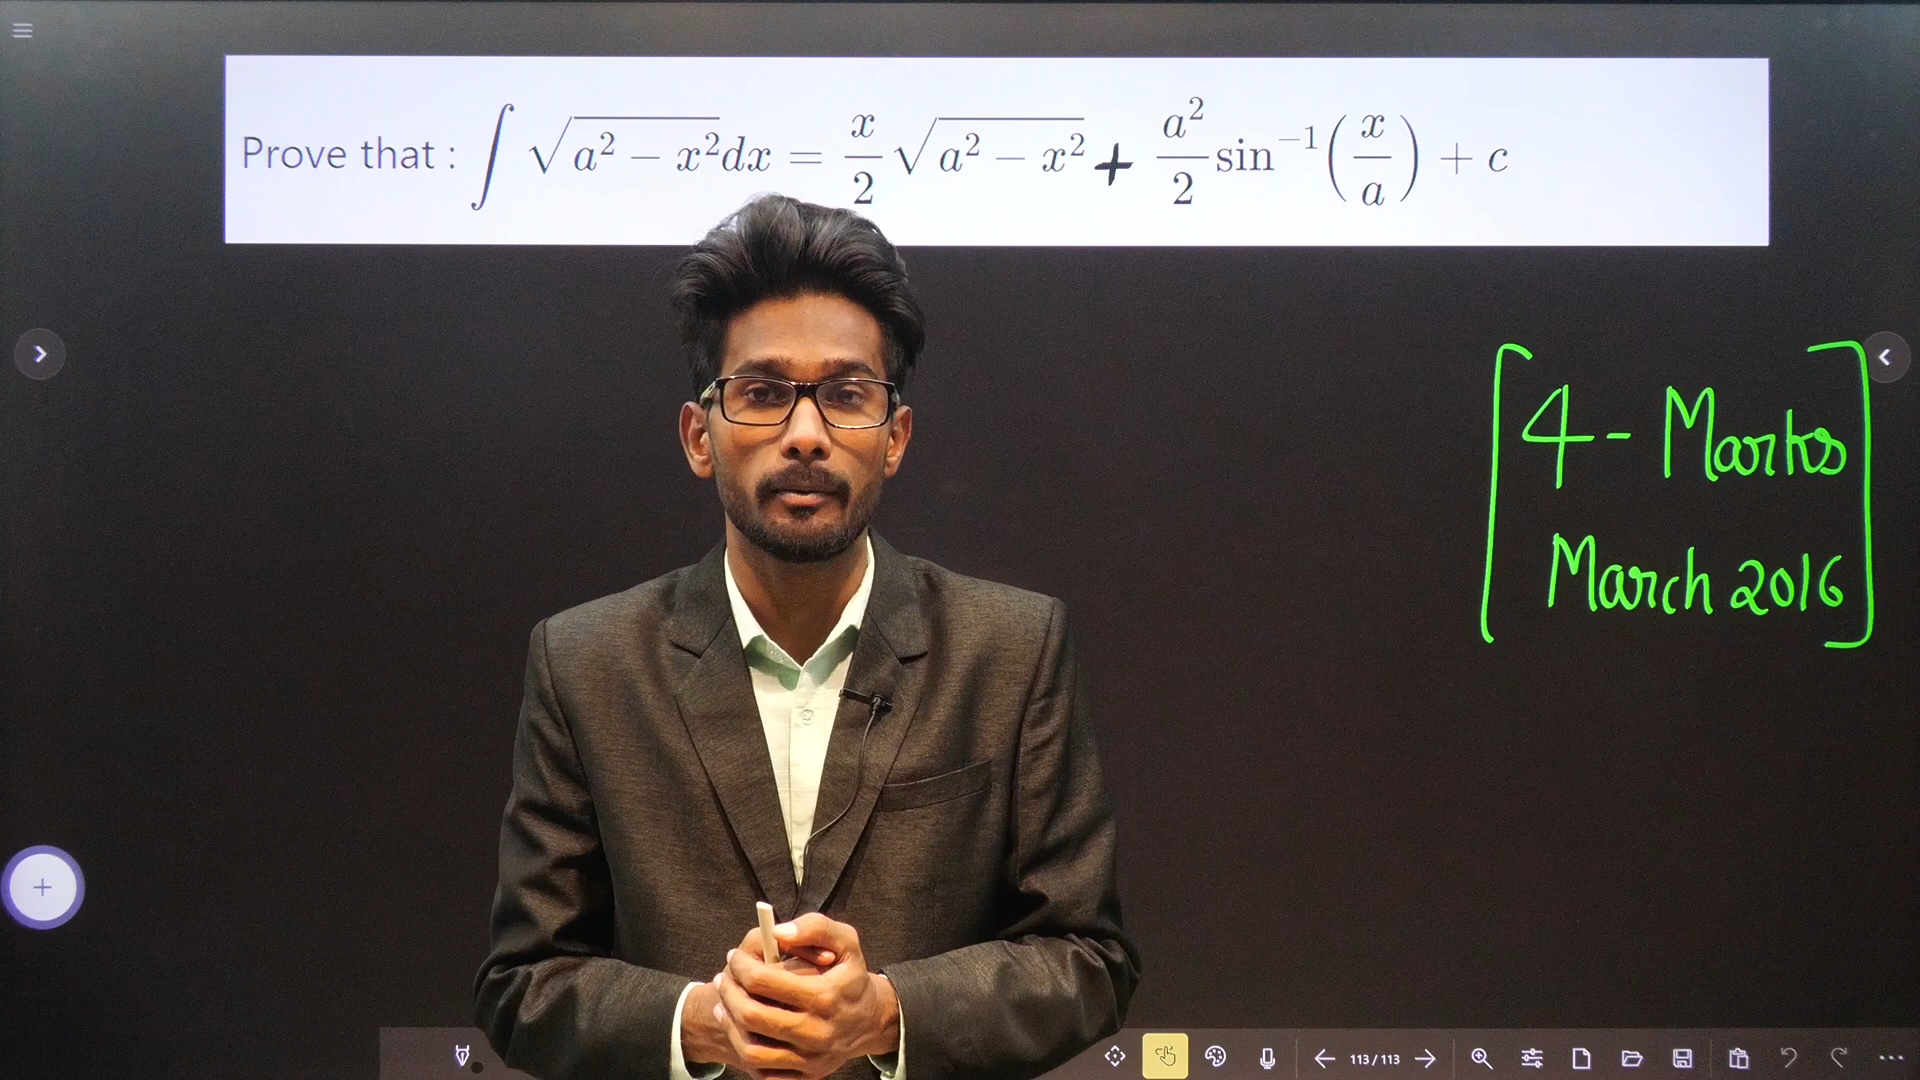 Prove that : ∫ √(a² − x²) dx = x/2 √(a² − x²) + a²/2 sin⁻¹(x/a) + c
4 - Marks
March 2016
113/113